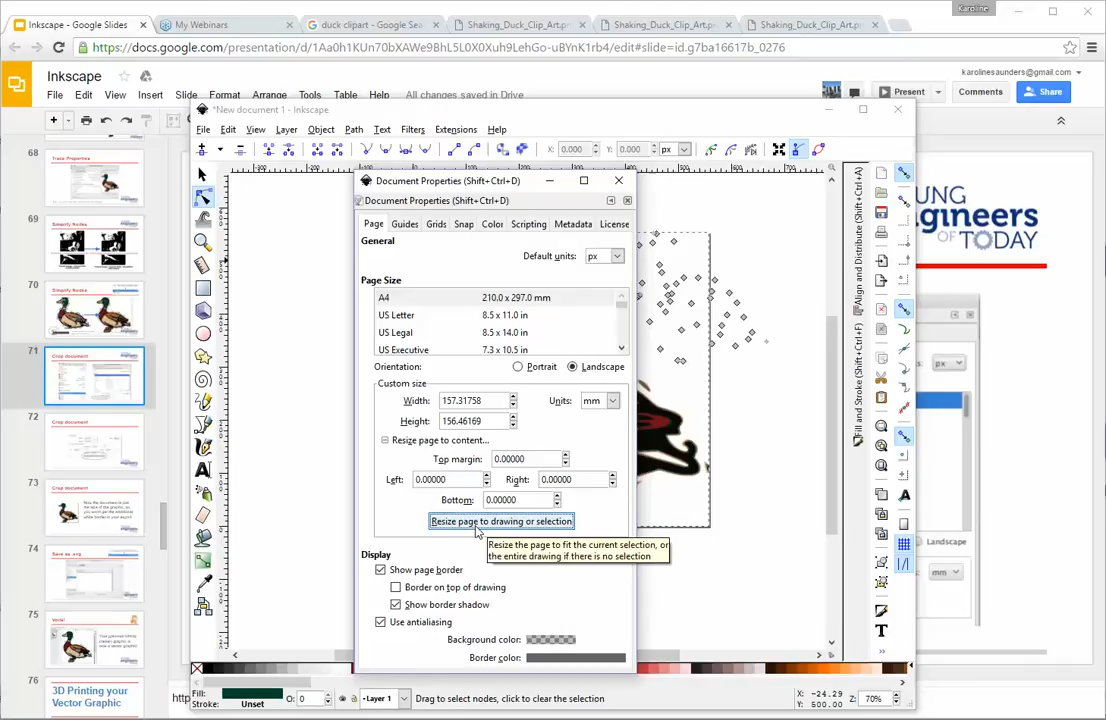 Karoline
Inkscape - Google Slides
My Webinars
duck clipart - Google Sea
Shaking_Duck_Clip_Art.pr
Shaking_Duck_Clip_Art.pr
Shaking_Duck_Clip_Art.pr
https://docs.google.com/presentation/d/1Aa0h1KUn70bXAWe9BhL5L0X0Xuh9LehGo-uBYnK1rb4/edit#slide=id.g7ba16617b_0276
Inkscape
karolinesaunders@gmail.com
File Edit View Insert Slide Format Arrange Tools Table Help All changes saved in Drive
Present
Comments
Share
*New document 1 - Inkscape
File Edit View Layer Object Path Text Filters Extensions Help
X: 0.000 Y: 0.000 px
Document Properties (Shift+Ctrl+D)
Document Properties (Shift+Ctrl+D)
Page Guides Grids Snap Color Scripting Metadata License
General
Default units: px
Page Size
A4 210.0 x 297.0 mm
US Letter 8.5 x 11.0 in
US Legal 8.5 x 14.0 in
US Executive 7.3 x 10.5 in
Orientation: Portrait Landscape
Custom size
Width: 157.31758 Units: mm
Height: 156.46169
Resize page to content...
Top margin: 0.00000
Left: 0.00000 Right: 0.00000
Bottom: 0.00000
Resize page to drawing or selection
Resize the page to fit the current selection, or
the entire drawing if there is no selection
Display
Show page border
Border on top of drawing
Show border shadow
Use antialiasing
Background color:
Border color:
Align and Distribute (Shift+Ctrl+A)
Fill and Stroke (Shift+Ctrl+F)
YOUNG
engineers
OF TODAY
px
Landscape
mm
68
Trace Properties
69
Simplify Nodes
70
Simplify Nodes
71
Crop document
72
Crop document
73
Crop document
74
Save as .svg
75
Voila!
76
3D Printing your
Vector Graphic
Fill:
Stroke: Unset
O: 0
Layer 1
Drag to select nodes, click to clear the selection
X: -24.29
Y: 500.00
Z: 70%